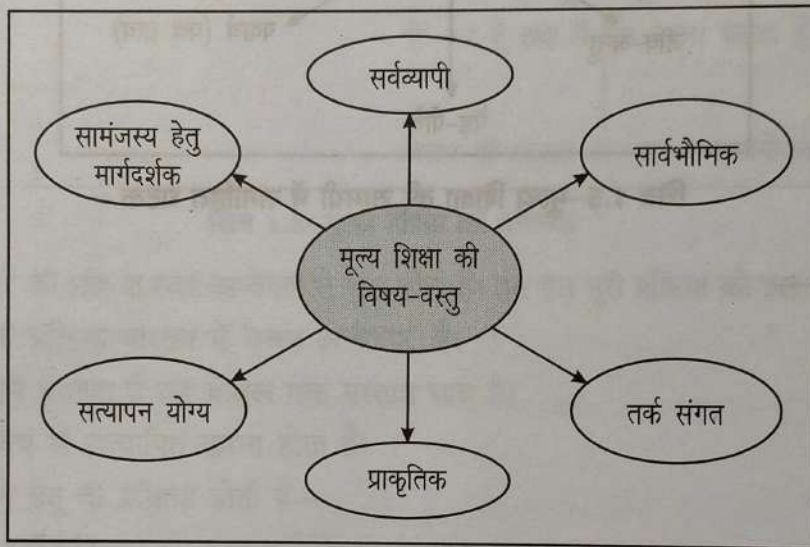 सर्वव्यापी
सामंजस्य हेतु
मार्गदर्शक
सार्वभौमिक
मूल्य शिक्षा की
विषय-वस्तु
सत्यापन योग्य
तर्क संगत
प्राकृतिक